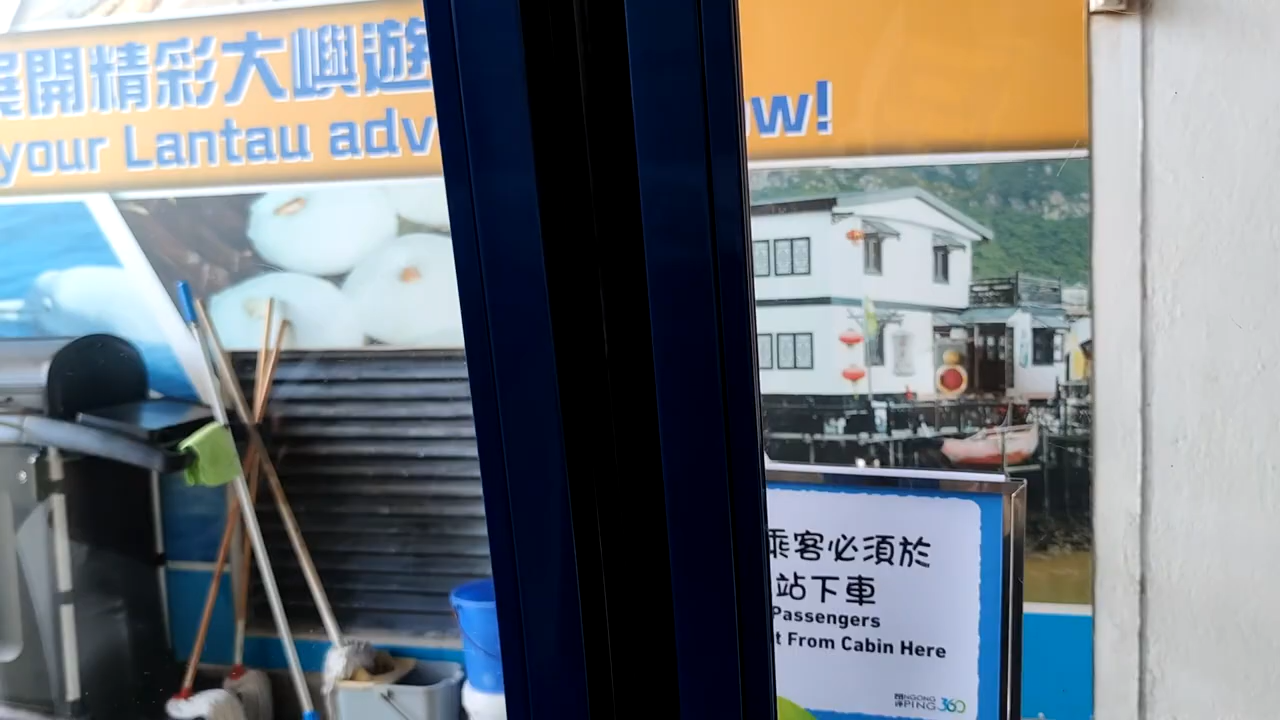 展開精彩大嶼遊
your Lantau adv
ow!
乘客必須於
站下車
Passengers
t From Cabin Here
NGONG
PING 360